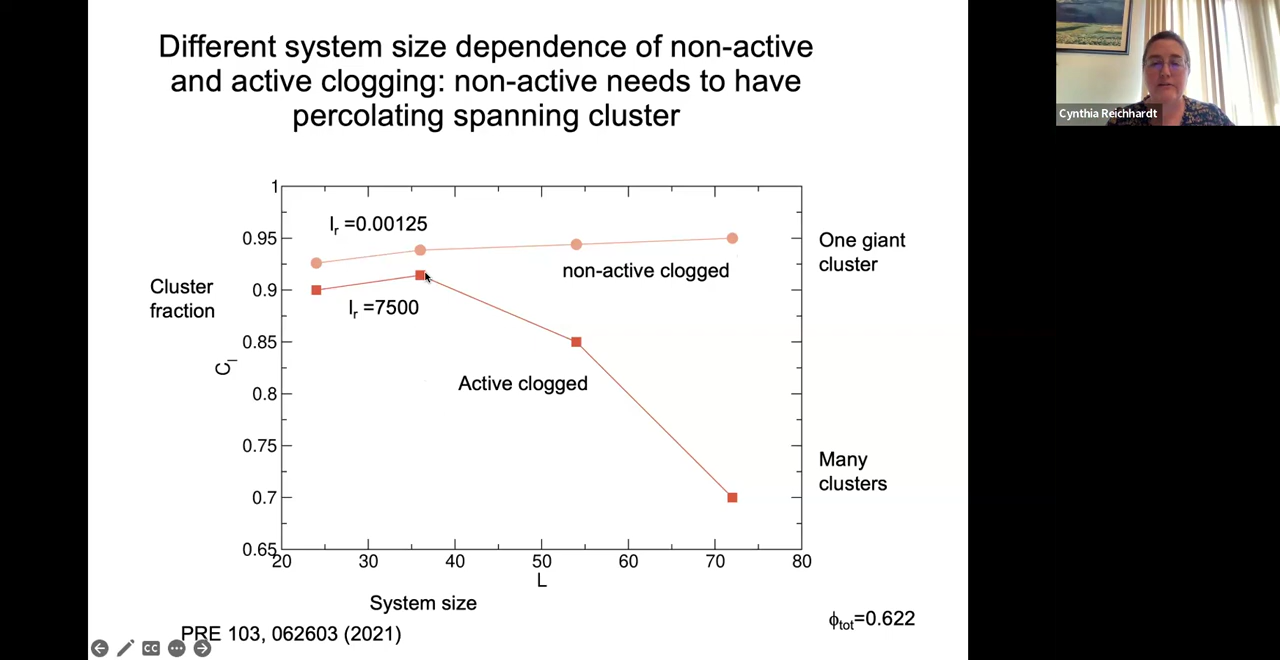 Different system size dependence of non-active
and active clogging: non-active needs to have
percolating spanning cluster
Cynthia Reichhardt
1
0.95
0.9
0.85
0.8
0.75
0.7
0.65
Cluster
fraction
C_l
l_r =0.00125
l_r =7500
non-active clogged
Active clogged
One giant
cluster
Many
clusters
20 30 40 50 60 70 80
L
System size
ϕ_tot=0.622
PRE 103, 062603 (2021)
CC